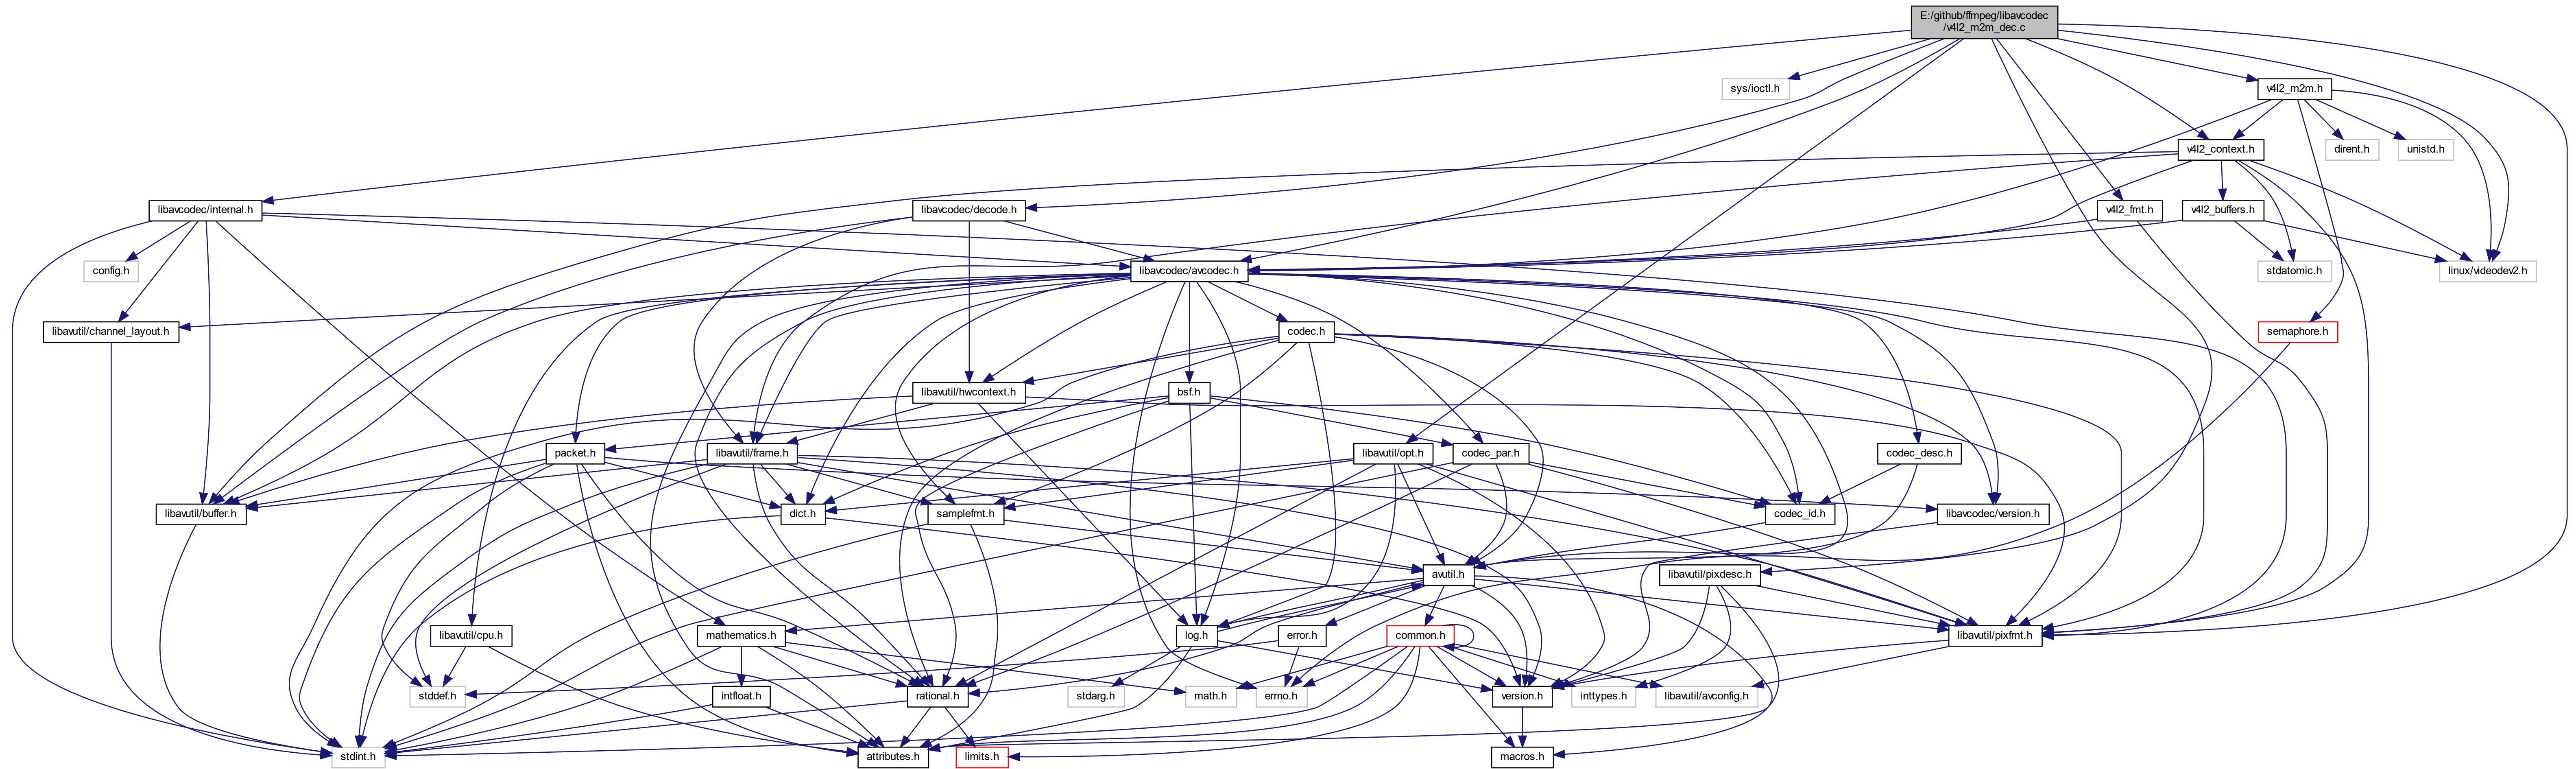 E:/github/ffmpeg/libavcodec
/v4l2_m2m_dec.c
sys/ioctl.h
v4l2_m2m.h
v4l2_context.h
dirent.h
unistd.h
libavcodec/internal.h
libavcodec/decode.h
v4l2_fmt.h
v4l2_buffers.h
config.h
libavcodec/avcodec.h
stdatomic.h
linux/videodev2.h
libavutil/channel_layout.h
codec.h
semaphore.h
libavutil/hwcontext.h
bsf.h
packet.h
libavutil/frame.h
libavutil/opt.h
codec_par.h
codec_desc.h
libavutil/buffer.h
dict.h
samplefmt.h
codec_id.h
libavcodec/version.h
avutil.h
libavutil/pixdesc.h
libavutil/cpu.h
mathematics.h
log.h
error.h
common.h
libavutil/pixfmt.h
stddef.h
intfloat.h
rational.h
stdarg.h
math.h
errno.h
version.h
inttypes.h
libavutil/avconfig.h
stdint.h
attributes.h
limits.h
macros.h